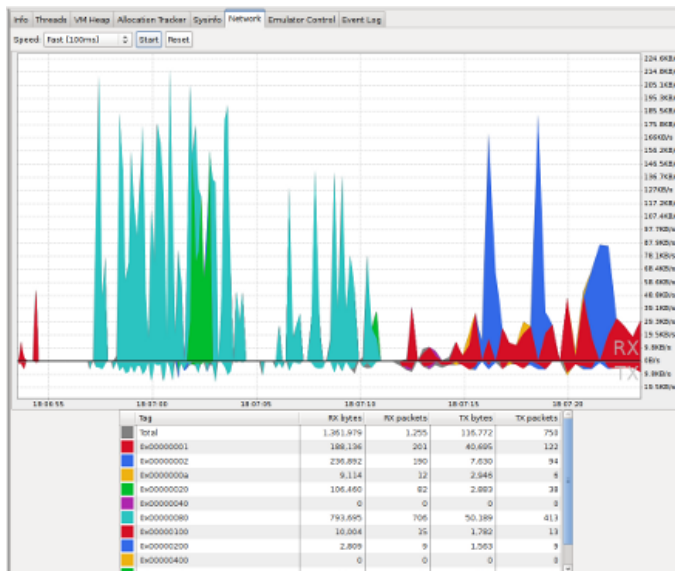 Info Threads VM Heap Allocation Tracker Sysinfo Network Emulator Control Event Log
Speed: Fast (100ms) Start Reset
224.6KB/s
214.8KB/s
205.1KB/s
195.3KB/s
185.5KB/s
175.8KB/s
166KB/s
156.2KB/s
146.5KB/s
136.7KB/s
127KB/s
117.2KB/s
107.4KB/s
97.7KB/s
87.9KB/s
78.1KB/s
68.4KB/s
58.6KB/s
48.8KB/s
39.1KB/s
29.3KB/s
19.5KB/s
9.8KB/s
RX
0B/s
TX
9.8KB/s
19.5KB/s
18:06:55 18:07:00 18:07:05 18:07:10 18:07:15 18:07:20
Tag RX bytes RX packets TX bytes TX packets
Total 1,361,979 1,255 116,772 750
0x00000001 188,136 201 40,695 122
0x00000002 236,892 190 7,630 94
0x0000000a 9,114 12 2,946 6
0x00000020 106,460 82 2,883 38
0x00000040 0 0 0 0
0x00000080 793,695 706 50,189 413
0x00000100 10,004 15 1,782 13
0x00000200 2,809 9 1,563 9
0x00000400 0 0 0 0